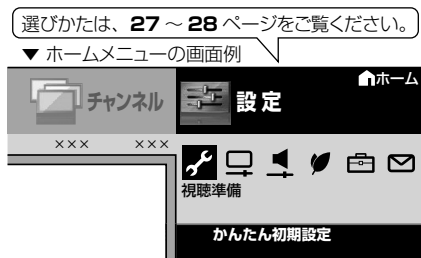 選びかたは、27～28 ページをご覧ください。
▼ ホームメニューの画面例
ホーム
チャンネル
設定
××× ×××
視聴準備
かんたん初期設定